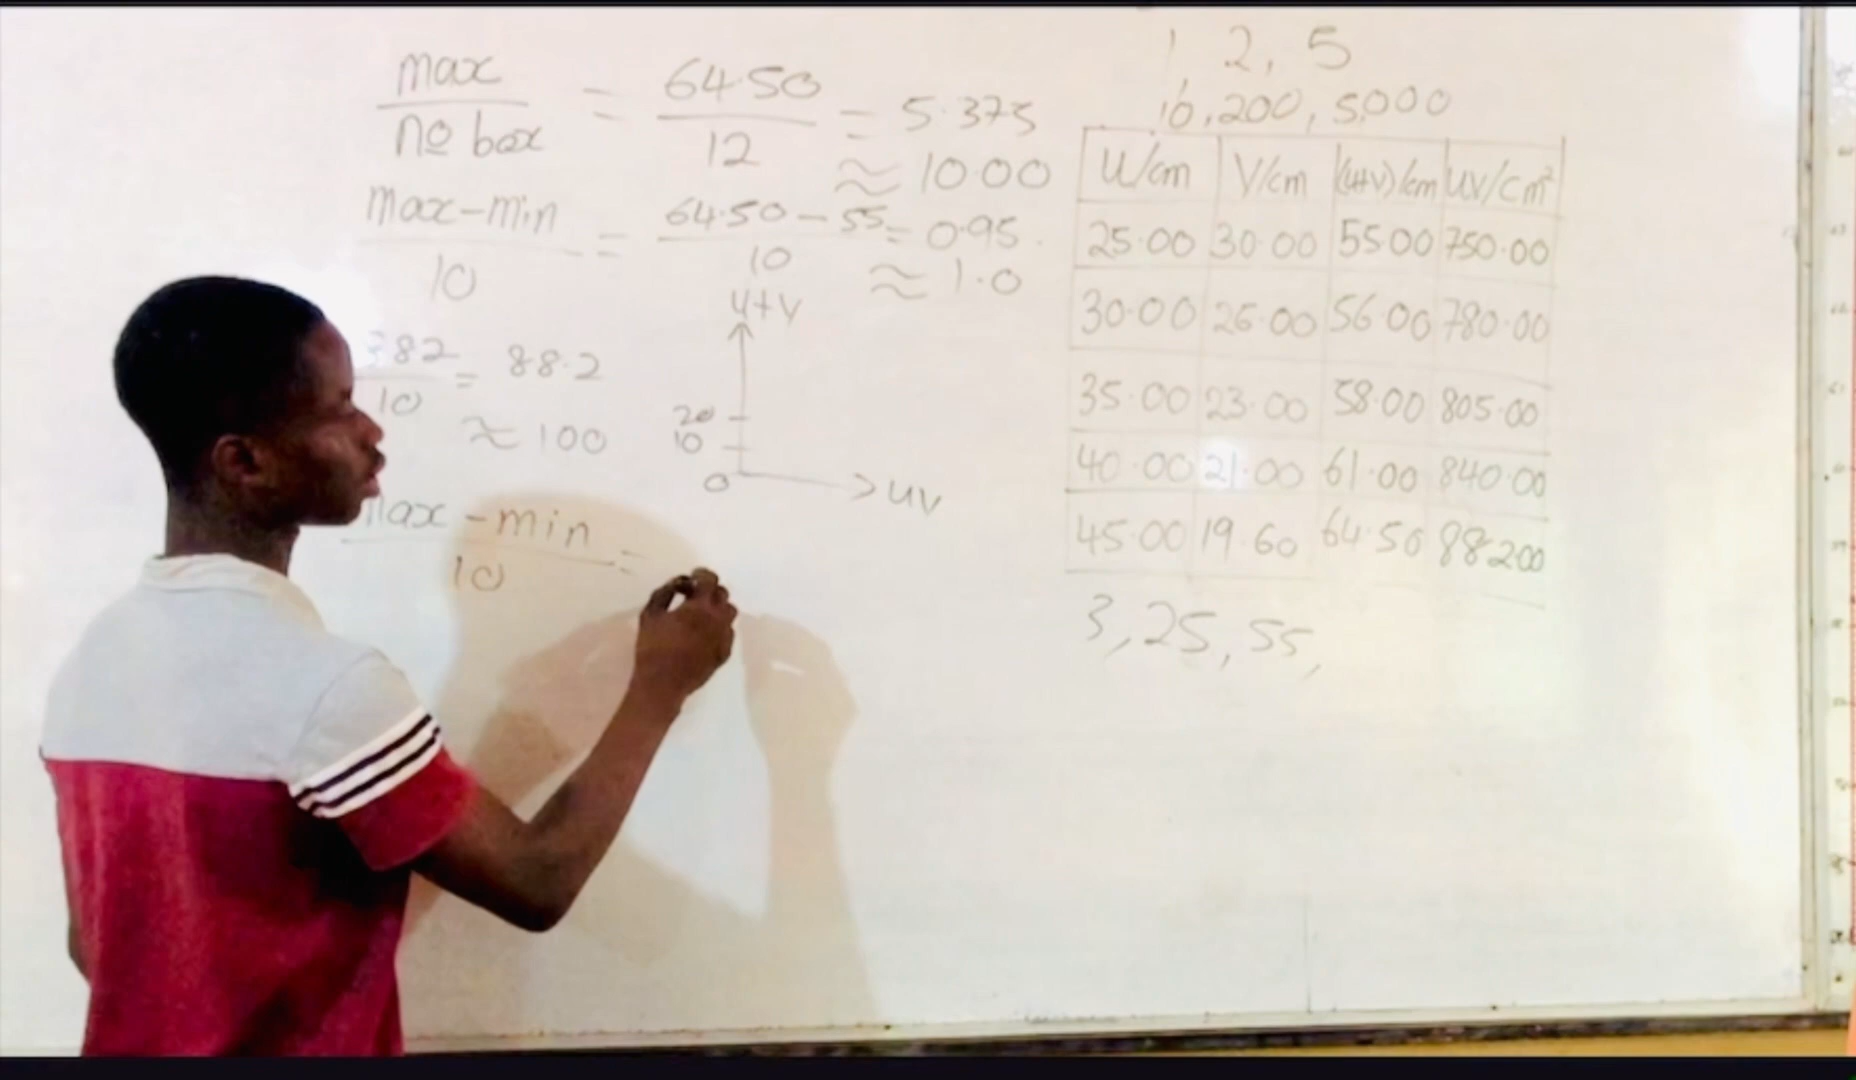 max/no̲ box = 64.50/12 = 5.375
≈ 10.00
max-min/10 = 64.50-55/10 = 0.95
≈ 1.0
882/10 = 88.2
≈ 100
max-min/10 =
u+v
20
10
0
uv
1, 2, 5
10, 200, 5000
U/cm V/cm (u+v)/cm uv/cm²
25.00 30.00 55.00 750.00
30.00 26.00 56.00 780.00
35.00 23.00 58.00 805.00
40.00 21.00 61.00 840.00
45.00 19.60 64.50 882.00
3, 25, 55,